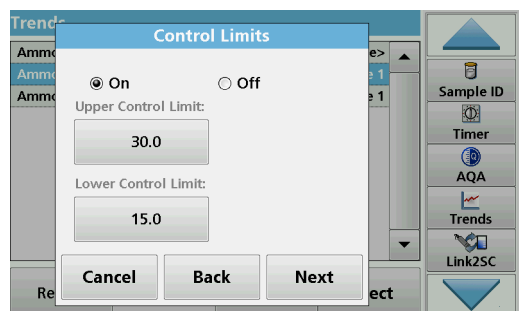 Trends
Control Limits
Ammo
e>
Ammo
e 1
Ammo
e 1
On
Off
Upper Control Limit:
30.0
Lower Control Limit:
15.0
Cancel
Back
Next
Re
ect
Sample ID
Timer
AQA
Trends
Link2SC